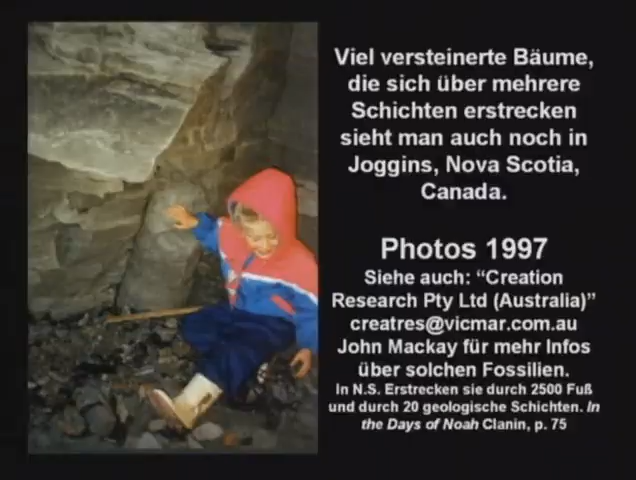 Viel versteinerte Bäume,
die sich über mehrere
Schichten erstrecken
sieht man auch noch in
Joggins, Nova Scotia,
Canada.
Photos 1997
Siehe auch: “Creation
Research Pty Ltd (Australia)”
creatres@vicmar.com.au
John Mackay für mehr Infos
über solchen Fossilien.
In N.S. Erstrecken sie durch 2500 Fuß
und durch 20 geologische Schichten. In
the Days of Noah Clanin, p. 75